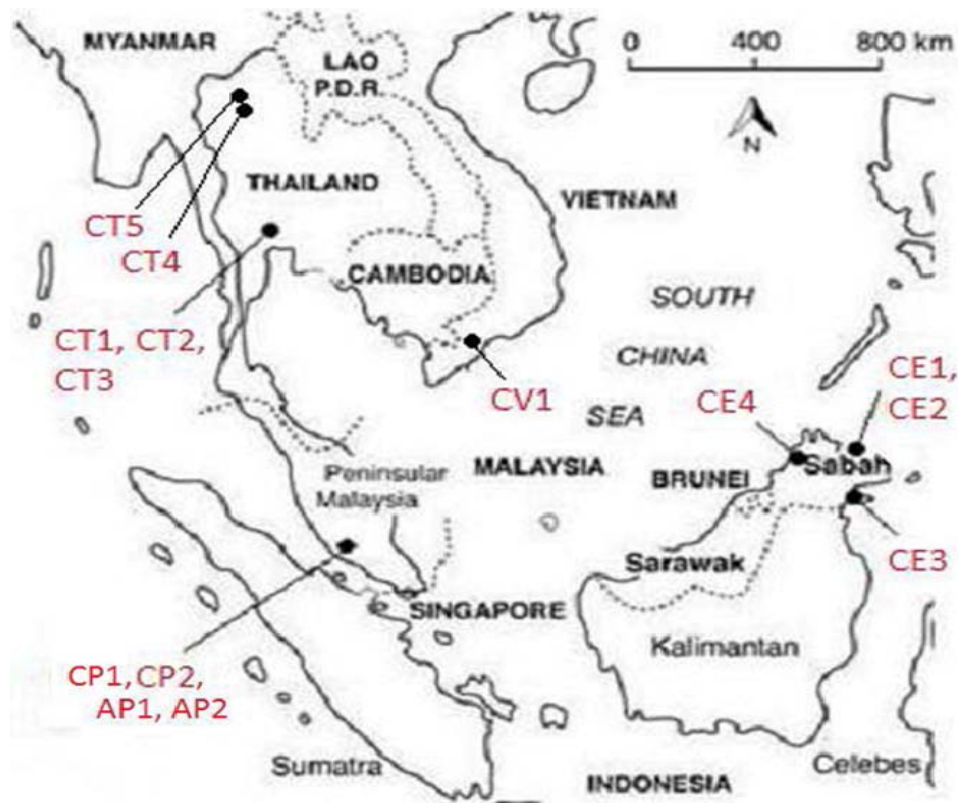 MYANMAR
LAO
P.D.R.
0 400 800 km
N
THAILAND
VIETNAM
CT5
CT4
CAMBODIA
SOUTH
CHINA
SEA
CT1, CT2,
CT3
CV1
CE4
CE1,
CE2
Peninsular
Malaysia
MALAYSIA
BRUNEI
Sabah
CE3
Sarawak
SINGAPORE
Kalimantan
CP1,CP2,
AP1, AP2
Sumatra
Celebes
INDONESIA